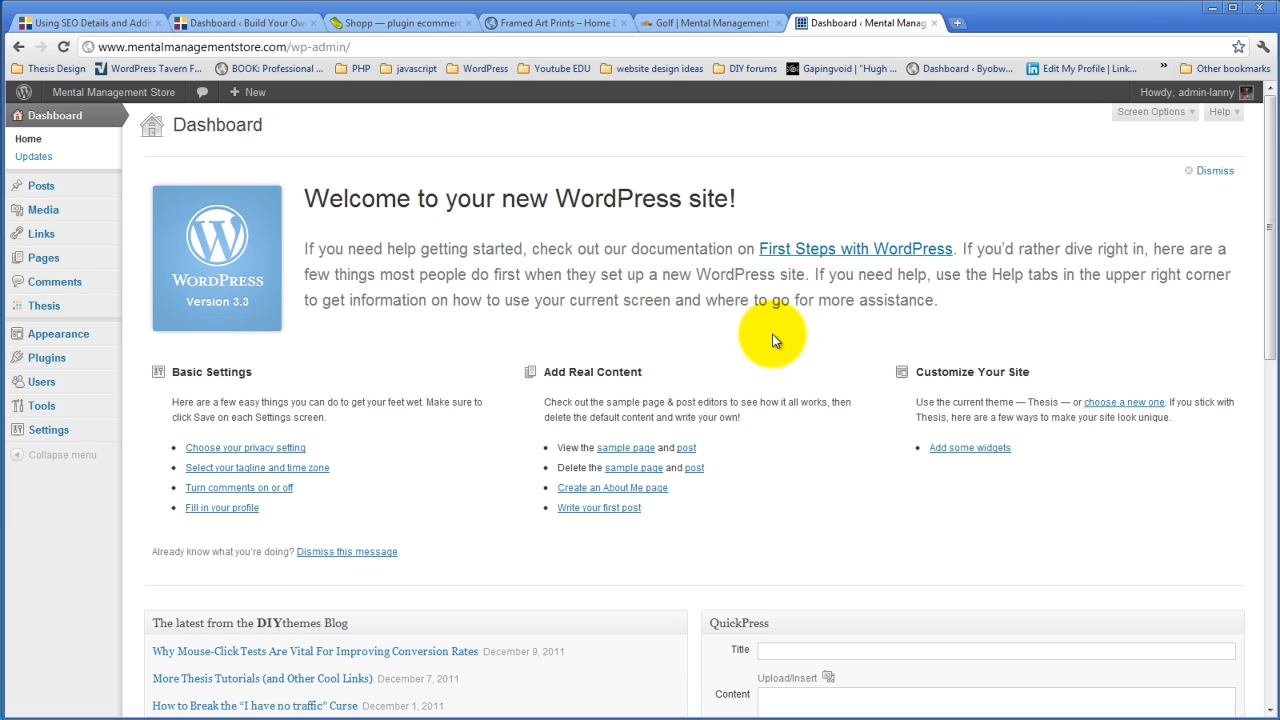 Using SEO Details and Addit
Dashboard ‹ Build Your Own
Shopp — plugin ecommerc
Framed Art Prints – Home D
Golf | Mental Management
Dashboard ‹ Mental Manag
www.mentalmanagementstore.com/wp-admin/
Thesis Design
WordPress Tavern F...
BOOK: Professional ...
PHP
javascript
WordPress
Youtube EDU
website design ideas
DIY forums
Gapingvoid | "Hugh ...
Dashboard ‹ Byobw...
Edit My Profile | Link...
»
Other bookmarks
Mental Management Store
+ New
Howdy, admin-lanny
Dashboard
Home
Updates
Posts
Media
Links
Pages
Comments
Thesis
Appearance
Plugins
Users
Tools
Settings
Collapse menu
Screen Options
Help
Dashboard
Dismiss
WORDPRESS
Version 3.3
Welcome to your new WordPress site!
If you need help getting started, check out our documentation on First Steps with WordPress. If you'd rather dive right in, here are a
few things most people do first when they set up a new WordPress site. If you need help, use the Help tabs in the upper right corner
to get information on how to use your current screen and where to go for more assistance.
Basic Settings
Here are a few easy things you can do to get your feet wet. Make sure to
click Save on each Settings screen.
• Choose your privacy setting
• Select your tagline and time zone
• Turn comments on or off
• Fill in your profile
Add Real Content
Check out the sample page & post editors to see how it all works, then
delete the default content and write your own!
• View the sample page and post
• Delete the sample page and post
• Create an About Me page
• Write your first post
Customize Your Site
Use the current theme — Thesis — or choose a new one. If you stick with
Thesis, here are a few ways to make your site look unique.
• Add some widgets
Already know what you're doing? Dismiss this message.
The latest from the DIYthemes Blog
Why Mouse-Click Tests Are Vital For Improving Conversion Rates December 9, 2011
More Thesis Tutorials (and Other Cool Links) December 7, 2011
How to Break the “I have no traffic” Curse December 1, 2011
QuickPress
Title
Upload/Insert
Content